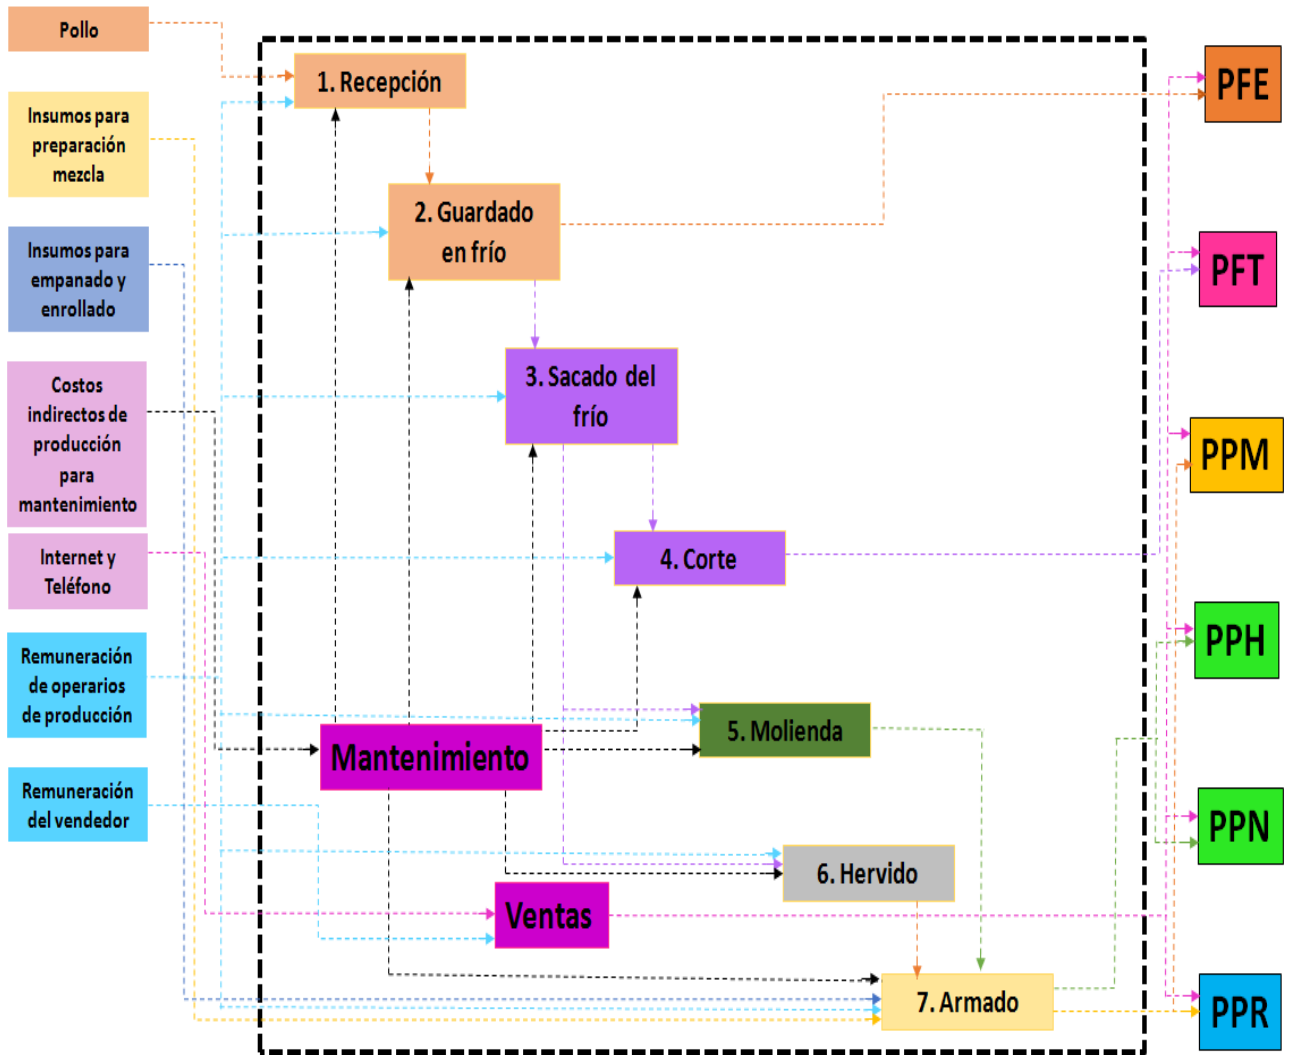 Pollo
Insumos para
preparación
mezcla
Insumos para
empanado y
enrollado
Costos
indirectos de
producción
para
mantenimiento
Internet y
Teléfono
Remuneración
de operarios
de producción
Remuneración
del vendedor
1. Recepción
2. Guardado
en frío
3. Sacado del
frío
4. Corte
Mantenimiento
5. Molienda
6. Hervido
Ventas
7. Armado
PFE
PFT
PPM
PPH
PPN
PPR